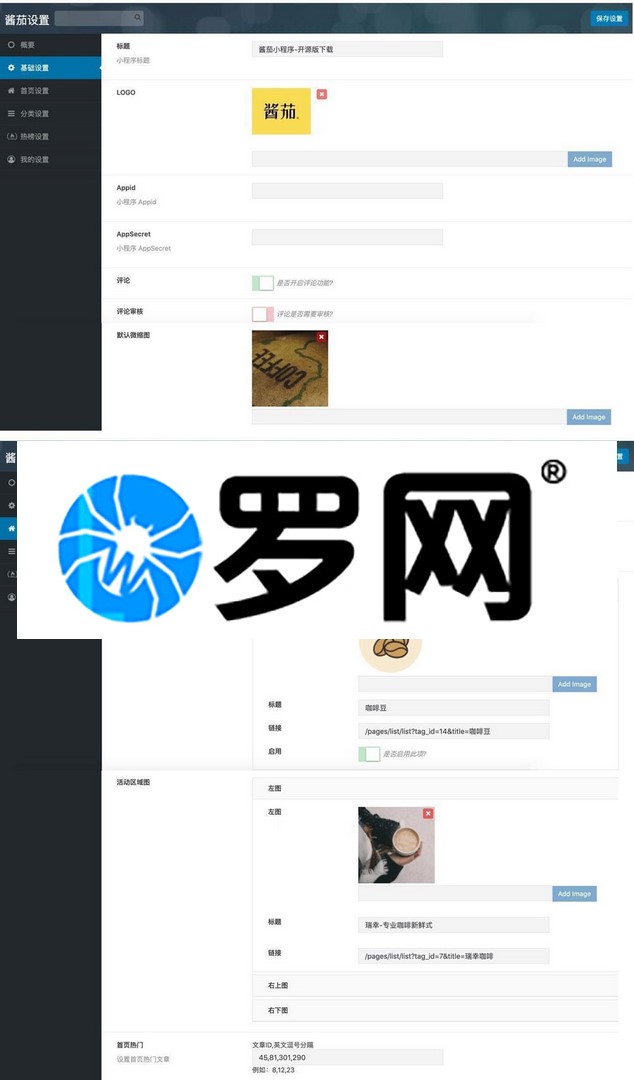 酱茄设置
保存设置
概要
基础设置
首页设置
分类设置
热榜设置
我的设置
标题
小程序标题
酱茄小程序-开源版下载
LOGO
酱茄.
Add Image
Appid
小程序 Appid
AppSecret
小程序 AppSecret
评论
是否开启评论功能?
评论审核
评论是否需要审核?
默认微缩图
COFFEE
Add Image
酱
置
罗网®
Add Image
标题
咖啡豆
链接
/pages/list/list?tag_id=14&title=咖啡豆
启用
是否启用此项?
活动区域图
左图
左图
Add Image
标题
瑞幸-专业咖啡新鲜式
链接
/pages/list/list?tag_id=7&title=瑞幸咖啡
右上图
右下图
首页热门
设置首页热门文章
文章ID,英文逗号分隔
45,81,301,290
例如：8,12,23